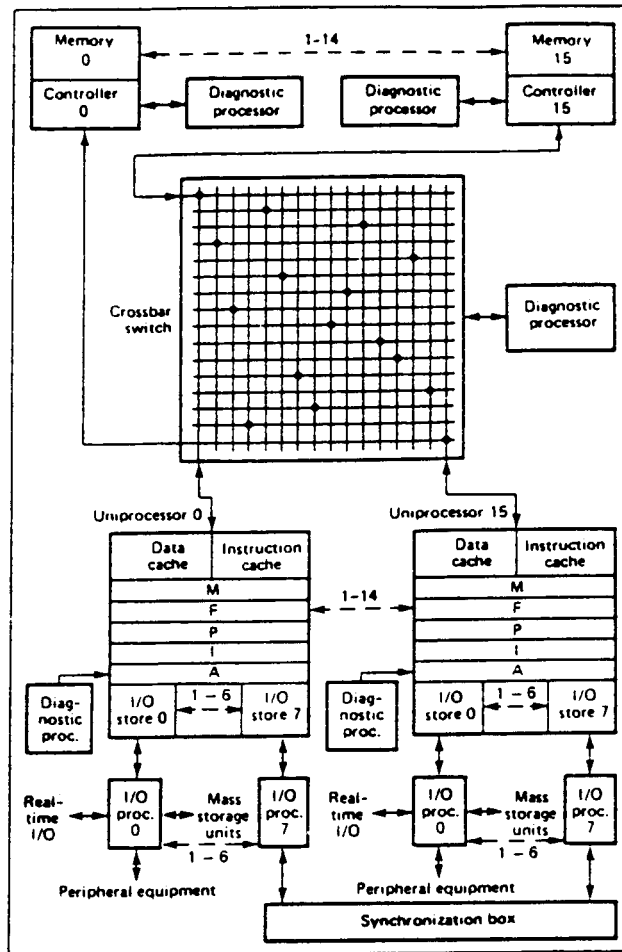 Memory
0
1-14
Memory
15
Controller
0
Diagnostic
processor
Diagnostic
processor
Controller
15
Crossbar
switch
Diagnostic
processor
Uniprocessor 0
Uniprocessor 15
Data
cache
Instruction
cache
M
F
P
I
A
1-14
Data
cache
Instruction
cache
M
F
P
I
A
Diag-
nostic
proc.
I/O
store 0
1 – 6
I/O
store 7
Diag-
nostic
proc.
I/O
store 0
1 – 6
I/O
store 7
Real-
time
I/O
I/O
proc.
0
Mass
storage
units
1 – 6
I/O
proc.
7
Real-
time
I/O
I/O
proc.
0
Mass
storage
units
1 – 6
I/O
proc.
7
Peripheral equipment
Peripheral equipment
Synchronization box